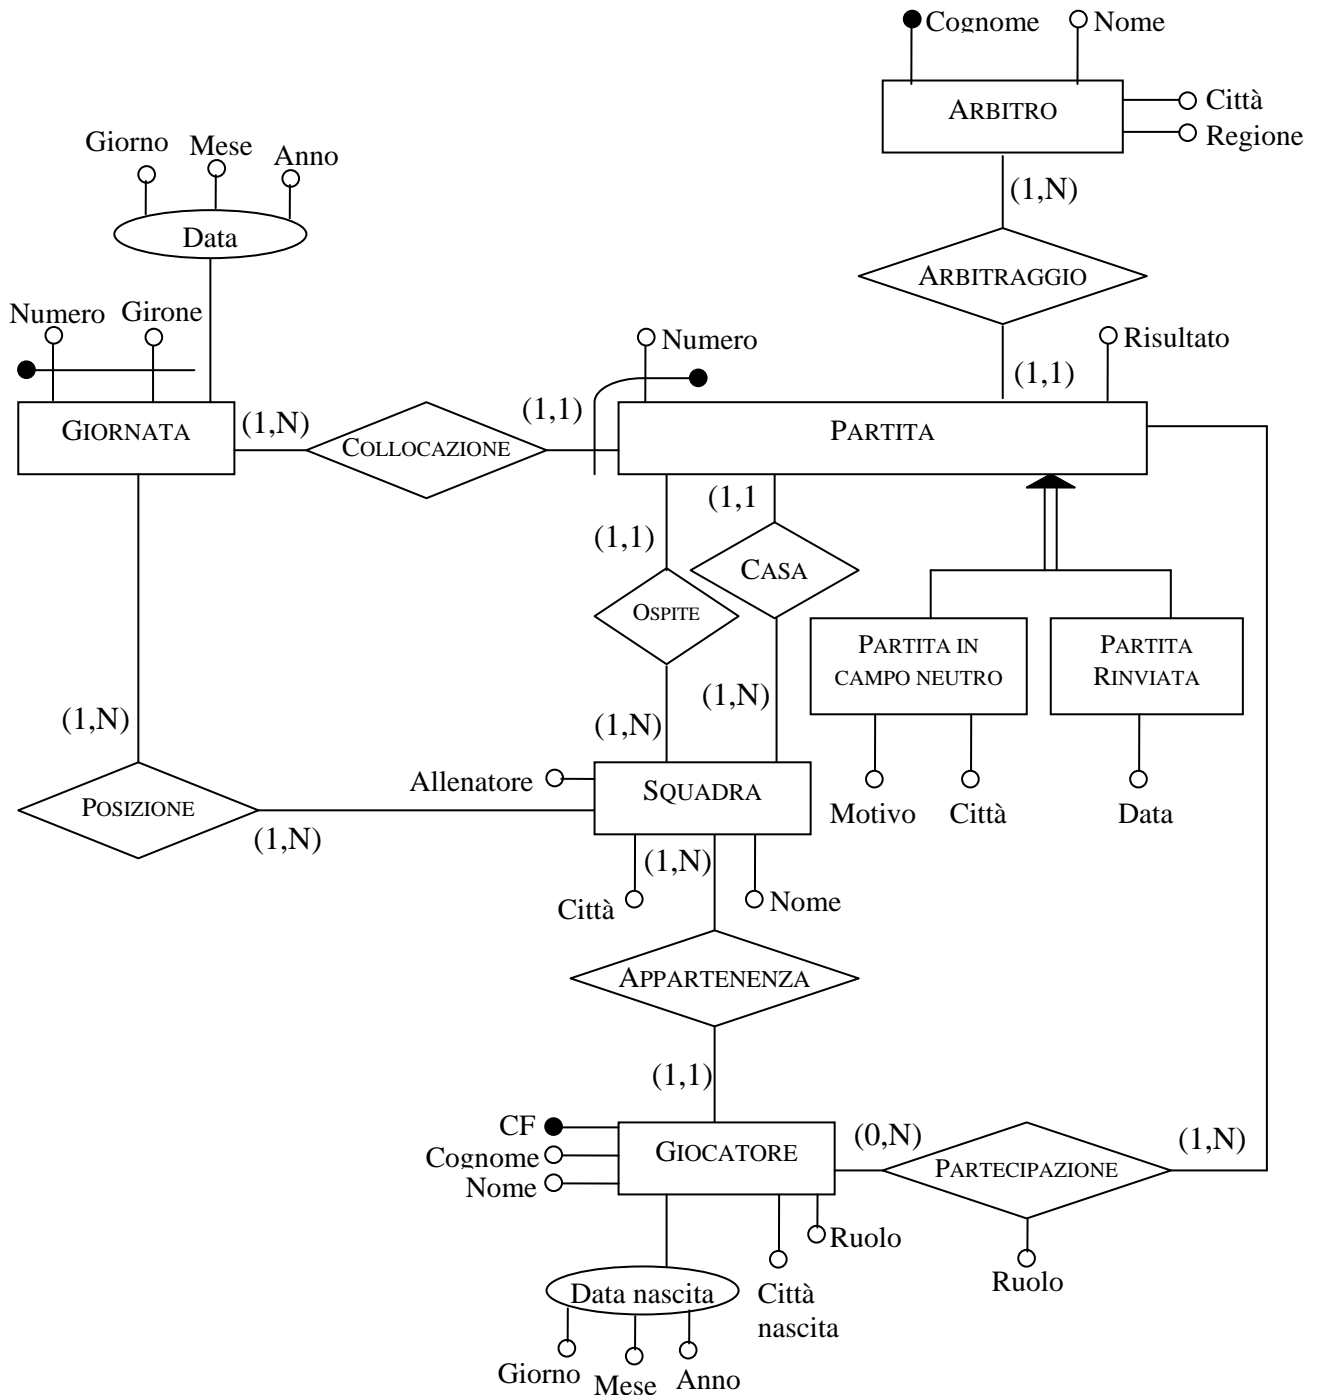 Cognome
Nome
ARBITRO
Città
Regione
Giorno
Mese
Anno
Data
(1,N)
ARBITRAGGIO
Numero
Girone
Numero
Risultato
(1,1)
GIORNATA
(1,N)
COLLOCAZIONE
(1,1)
PARTITA
(1,1
(1,1)
CASA
OSPITE
PARTITA IN
CAMPO NEUTRO
PARTITA
RINVIATA
(1,N)
(1,N)
(1,N)
Allenatore
SQUADRA
Motivo
Città
Data
POSIZIONE
(1,N)
(1,N)
Città
Nome
APPARTENENZA
(1,1)
CF
Cognome
Nome
GIOCATORE
(0,N)
PARTECIPAZIONE
(1,N)
Ruolo
Ruolo
Data nascita
Città
nascita
Giorno
Mese
Anno